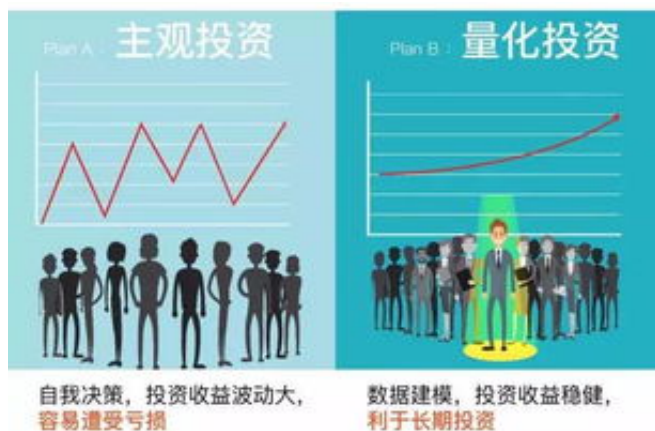 Plan A： 主观投资
Plan B： 量化投资
自我决策，投资收益波动大，
容易遭受亏损
数据建模，投资收益稳健，
利于长期投资